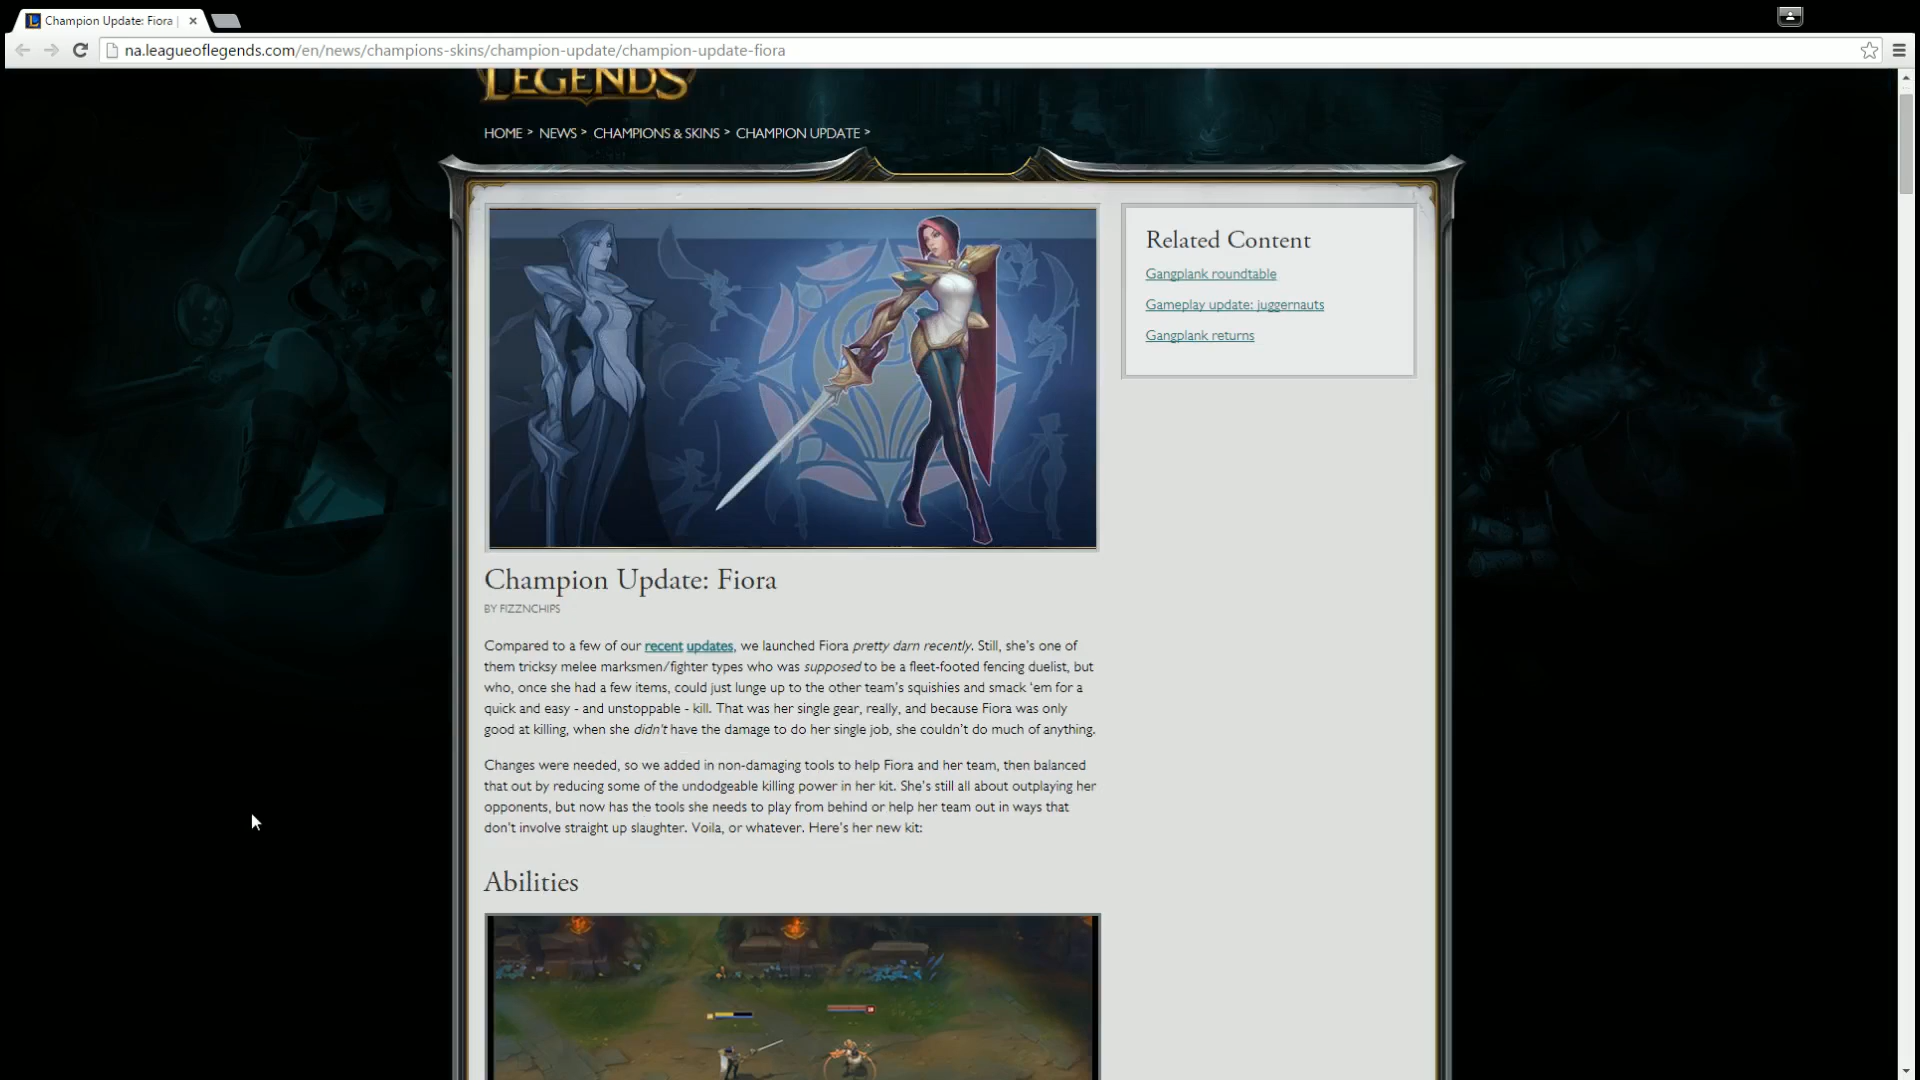 Champion Update: Fiora |
na.leagueoflegends.com/en/news/champions-skins/champion-update/champion-update-fiora
LEGENDS
HOME > NEWS > CHAMPIONS & SKINS > CHAMPION UPDATE >
Related Content
Gangplank roundtable
Gameplay update: juggernauts
Gangplank returns
Champion Update: Fiora
BY FIZZNCHIPS
Compared to a few of our recent updates, we launched Fiora pretty darn recently. Still, she's one of
them tricksy melee marksmen/fighter types who was supposed to be a fleet-footed fencing duelist, but
who, once she had a few items, could just lunge up to the other team's squishies and smack 'em for a
quick and easy - and unstoppable - kill. That was her single gear, really, and because Fiora was only
good at killing, when she didn't have the damage to do her single job, she couldn't do much of anything.
Changes were needed, so we added in non-damaging tools to help Fiora and her team, then balanced
that out by reducing some of the undodgeable killing power in her kit. She's still all about outplaying her
opponents, but now has the tools she needs to play from behind or help her team out in ways that
don't involve straight up slaughter. Voila, or whatever. Here's her new kit:
Abilities